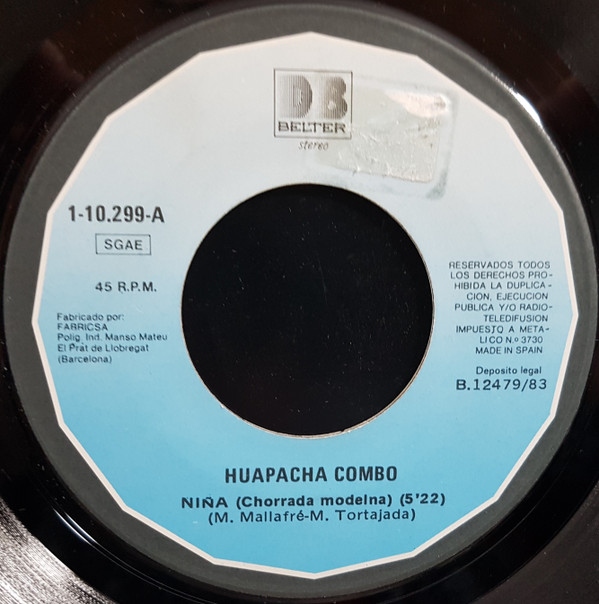 DB
BELTER
stereo
1-10.299-A
SGAE
45 R.P.M.
Fabricado por:
FABRICSA
Polig. Ind. Manso Mateu
El Prat de Llobregat
(Barcelona)
RESERVADOS TODOS
LOS DERECHOS PRO-
HIBIDA LA DUPLICA-
CION, EJECUCION
PUBLICA Y/O RADIO-
TELEDIFUSION
IMPUESTO A META-
LICO N.º 3730
MADE IN SPAIN
Deposito legal
B.12479/83
HUAPACHA COMBO
NIÑA (Chorrada modelna) (5'22)
(M. Mallafré-M. Tortajada)